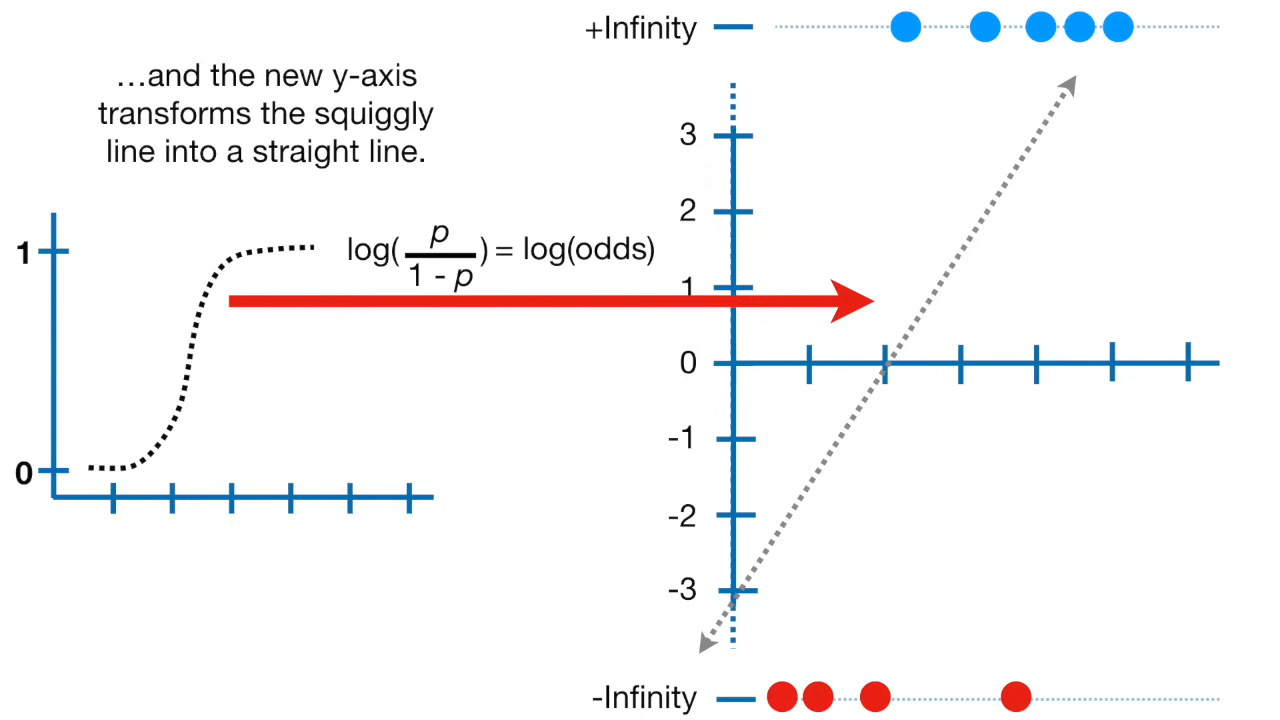 +Infinity
…and the new y-axis
transforms the squiggly
line into a straight line.
3
2
1
log(p/1 - p) = log(odds)
1
0
0
-1
-2
-3
-Infinity